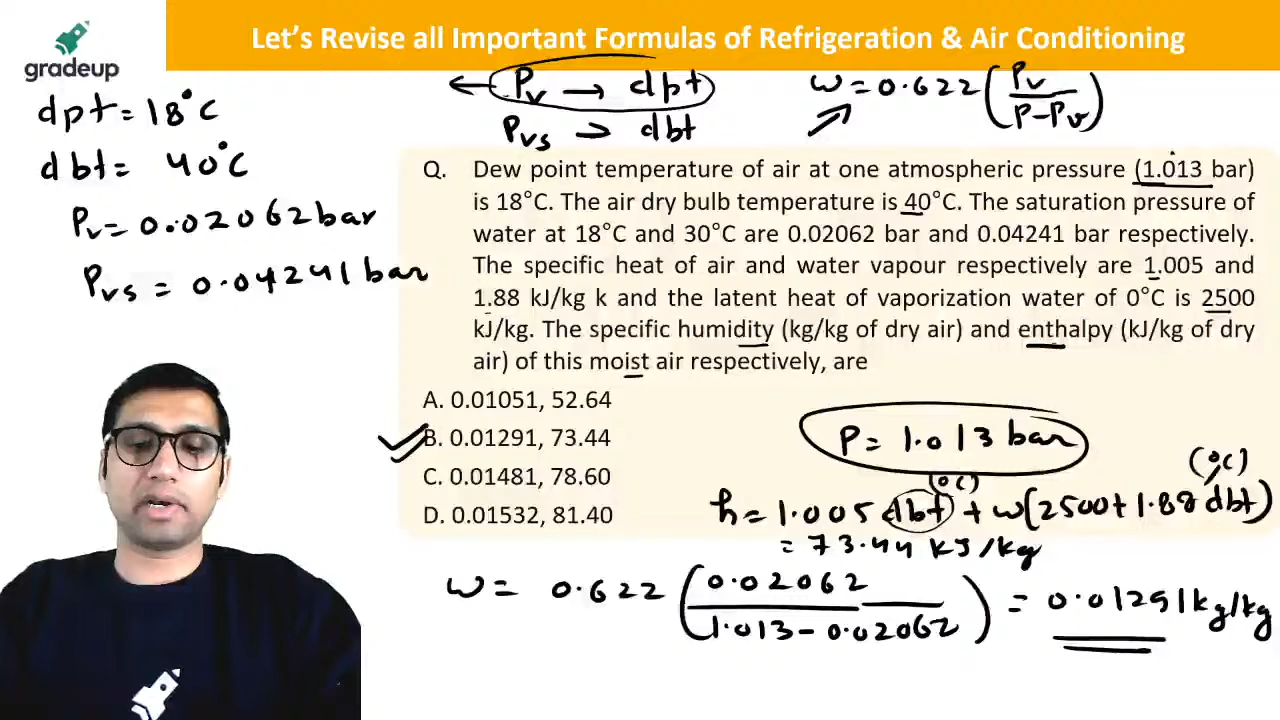 Let's Revise all Important Formulas of Refrigeration & Air Conditioning
gradeup
dpt = 18°C
dbt = 40°C
Pv = 0.02062 bar
Pvs = 0.04241 bar
← Pv → dpt
Pvs → dbt
ω = 0.622 (Pv / P-Pv)
Q. Dew point temperature of air at one atmospheric pressure (1.013 bar)
is 18°C. The air dry bulb temperature is 40°C. The saturation pressure of
water at 18°C and 30°C are 0.02062 bar and 0.04241 bar respectively.
The specific heat of air and water vapour respectively are 1.005 and
1.88 kJ/kg k and the latent heat of vaporization water of 0°C is 2500
kJ/kg. The specific humidity (kg/kg of dry air) and enthalpy (kJ/kg of dry
air) of this moist air respectively, are
A. 0.01051, 52.64
B. 0.01291, 73.44
C. 0.01481, 78.60
D. 0.01532, 81.40
P = 1.013 bar
(°C) (°C)
h = 1.005 dbt + ω(2500 + 1.88 dbt)
= 73.44 KJ/kg
ω = 0.622 (0.02062 / 1.013 - 0.02062) = 0.01291 kg/kg